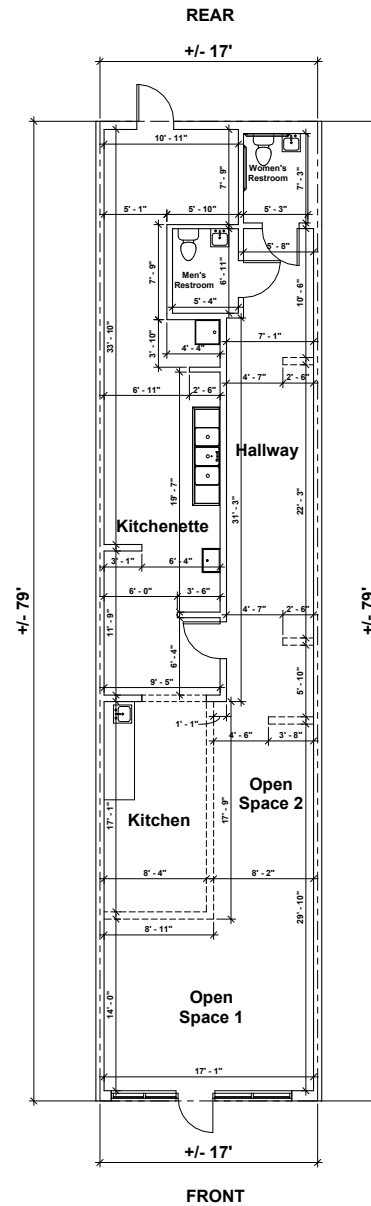 REAR
+/- 17'
10' - 11"
7' - 9"
Women's
Restroom
7' - 3"
5' - 1"
5' - 10"
5' - 3"
5' - 8"
7' - 9"
Men's
Restroom
6' - 11"
10' - 6"
5' - 4"
33' - 10"
3' - 10"
4' - 4"
7' - 1"
6' - 11"
2' - 6"
4' - 7"
2' - 6"
Hallway
19' - 7"
31' - 3"
22' - 3"
Kitchenette
3' - 1"
6' - 4"
+/- 79'
+/- 79'
6' - 0"
3' - 6"
4' - 7"
2' - 6"
11' - 9"
6' - 4"
5' - 10"
9' - 5"
1' - 1"
4' - 6"
3' - 8"
Open
Space 2
17' - 1"
Kitchen
17' - 9"
8' - 4"
8' - 2"
29' - 10"
8' - 11"
14' - 0"
Open
Space 1
17' - 1"
+/- 17'
FRONT